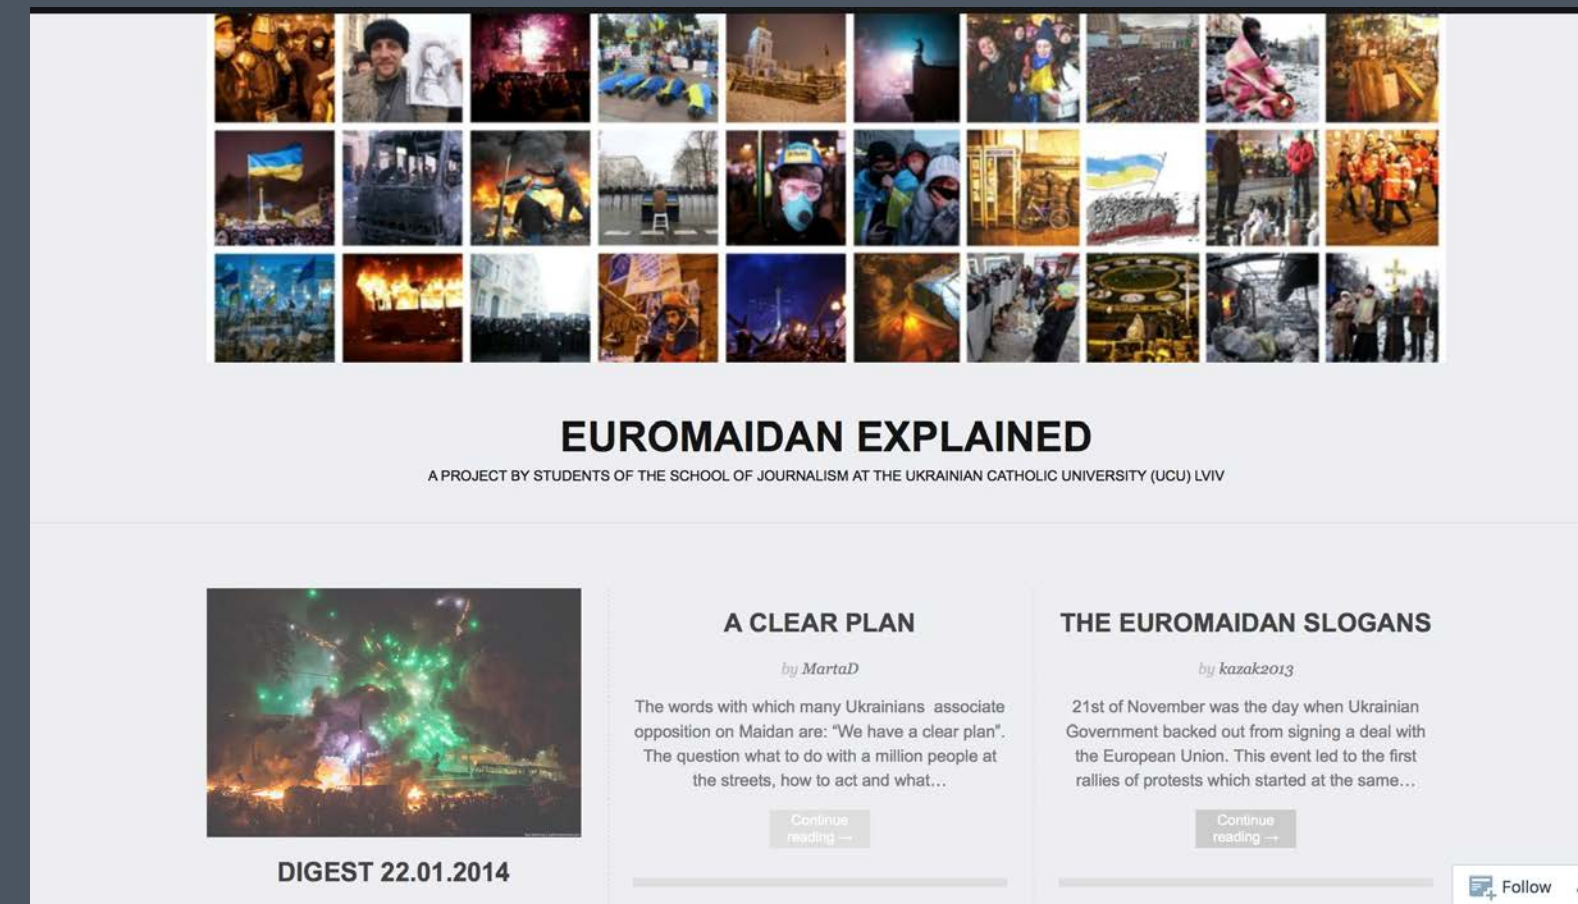 EUROMAIDAN EXPLAINED
A PROJECT BY STUDENTS OF THE SCHOOL OF JOURNALISM AT THE UKRAINIAN CATHOLIC UNIVERSITY (UCU) LVIV
DIGEST 22.01.2014
A CLEAR PLAN
by MartaD
The words with which many Ukrainians associate
opposition on Maidan are: “We have a clear plan”.
The question what to do with a million people at
the streets, how to act and what…
Continue
reading →
THE EUROMAIDAN SLOGANS
by kazak2013
21st of November was the day when Ukrainian
Government backed out from signing a deal with
the European Union. This event led to the first
rallies of protests which started at the same…
Continue
reading →
Follow